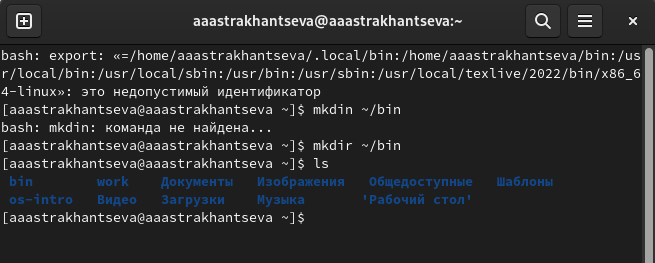 aaastrakhantseva@aaastrakhantseva:~
bash: export: «=/home/aaastrakhantseva/.local/bin:/home/aaastrakhantseva/bin:/us
r/local/bin:/usr/local/sbin:/usr/bin:/usr/sbin:/usr/local/texlive/2022/bin/x86_6
4-linux»: это недопустимый идентификатор
[aaastrakhantseva@aaastrakhantseva ~]$ mkdin ~/bin
bash: mkdin: команда не найдена...
[aaastrakhantseva@aaastrakhantseva ~]$ mkdir ~/bin
[aaastrakhantseva@aaastrakhantseva ~]$ ls
bin work Документы Изображения Общедоступные Шаблоны
os-intro Видео Загрузки Музыка 'Рабочий стол'
[aaastrakhantseva@aaastrakhantseva ~]$